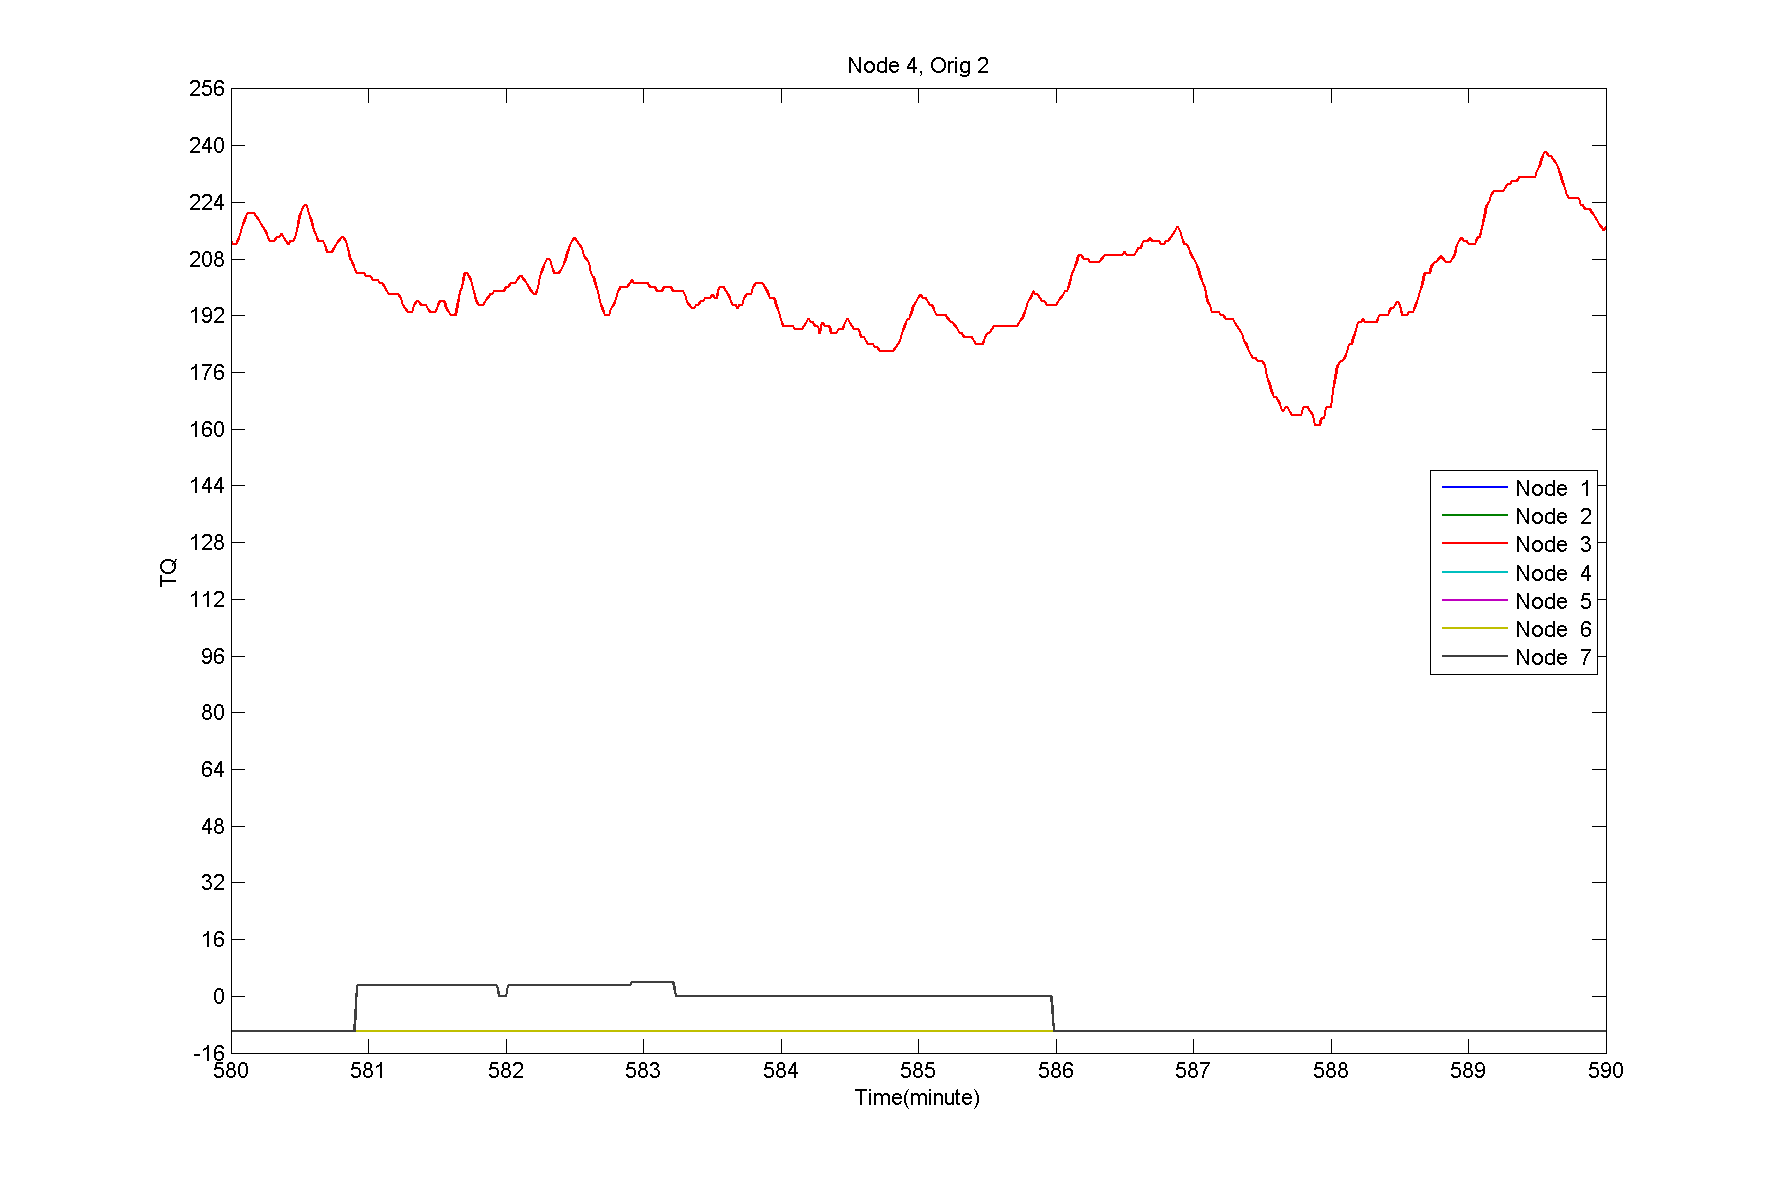 Node 4, Orig 2
256
240
224
208
192
176
160
144
128
112
96
80
64
48
32
16
0
-16
TQ
Node 1
Node 2
Node 3
Node 4
Node 5
Node 6
Node 7
580 581 582 583 584 585 586 587 588 589 590
Time(minute)